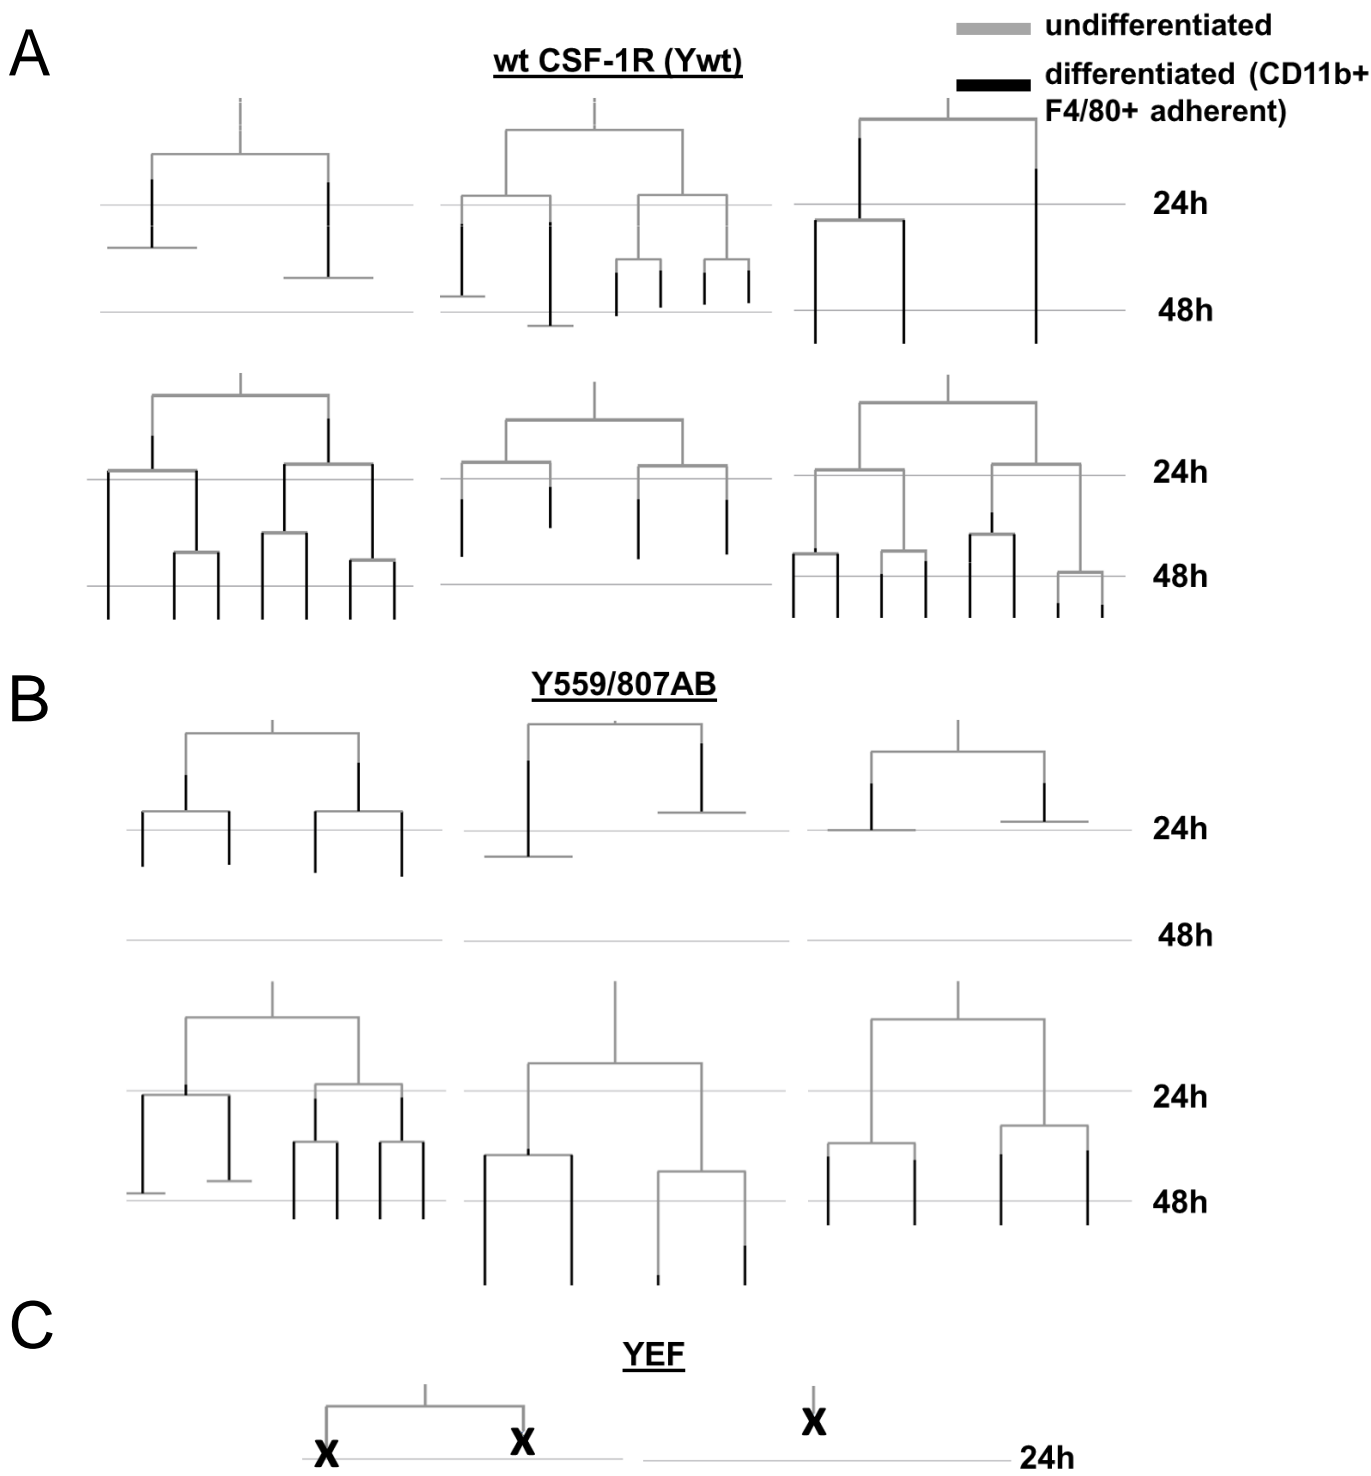 A
wt CSF-1R (Ywt)
undifferentiated
differentiated (CD11b+
F4/80+ adherent)
24h
48h
24h
48h
B
Y559/807AB
24h
48h
24h
48h
C
YEF
X
X
X
24h